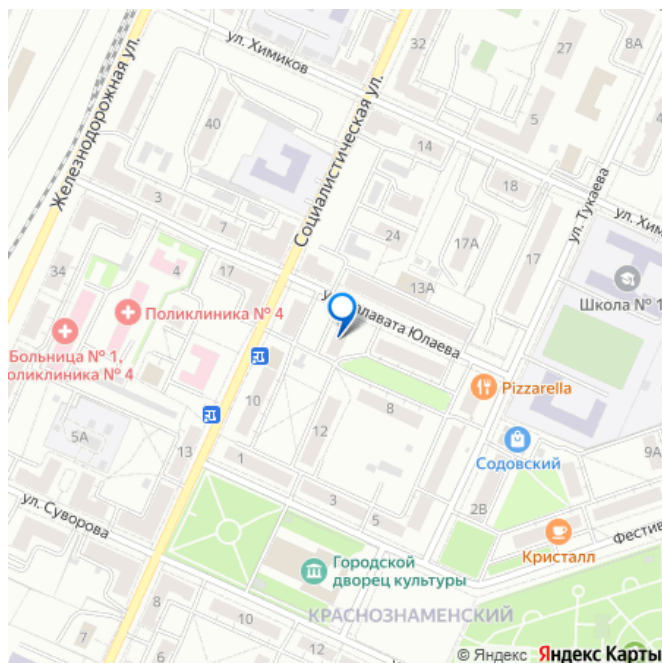 ул. Химиков
32
27
8А
Железнодорожная ул.
Социалистическая ул.
40
14
5
18
ул. Тукаева
ул. Хим
3
7
24
17А
17
13А
34
4
17
Поликлиника № 4
Больница № 1,
поликлиника № 4
Школа № 1
Юлаева
Pizzarella
10
8
12
5А
13
1
3
5
Содовский
9А
2В
ул. Суворова
Кристалл
Фестив
Городской
дворец культуры
КРАСНОЗНАМЕНСКИЙ
6
8
10
12
16
7
© Яндекс Яндекс Карты